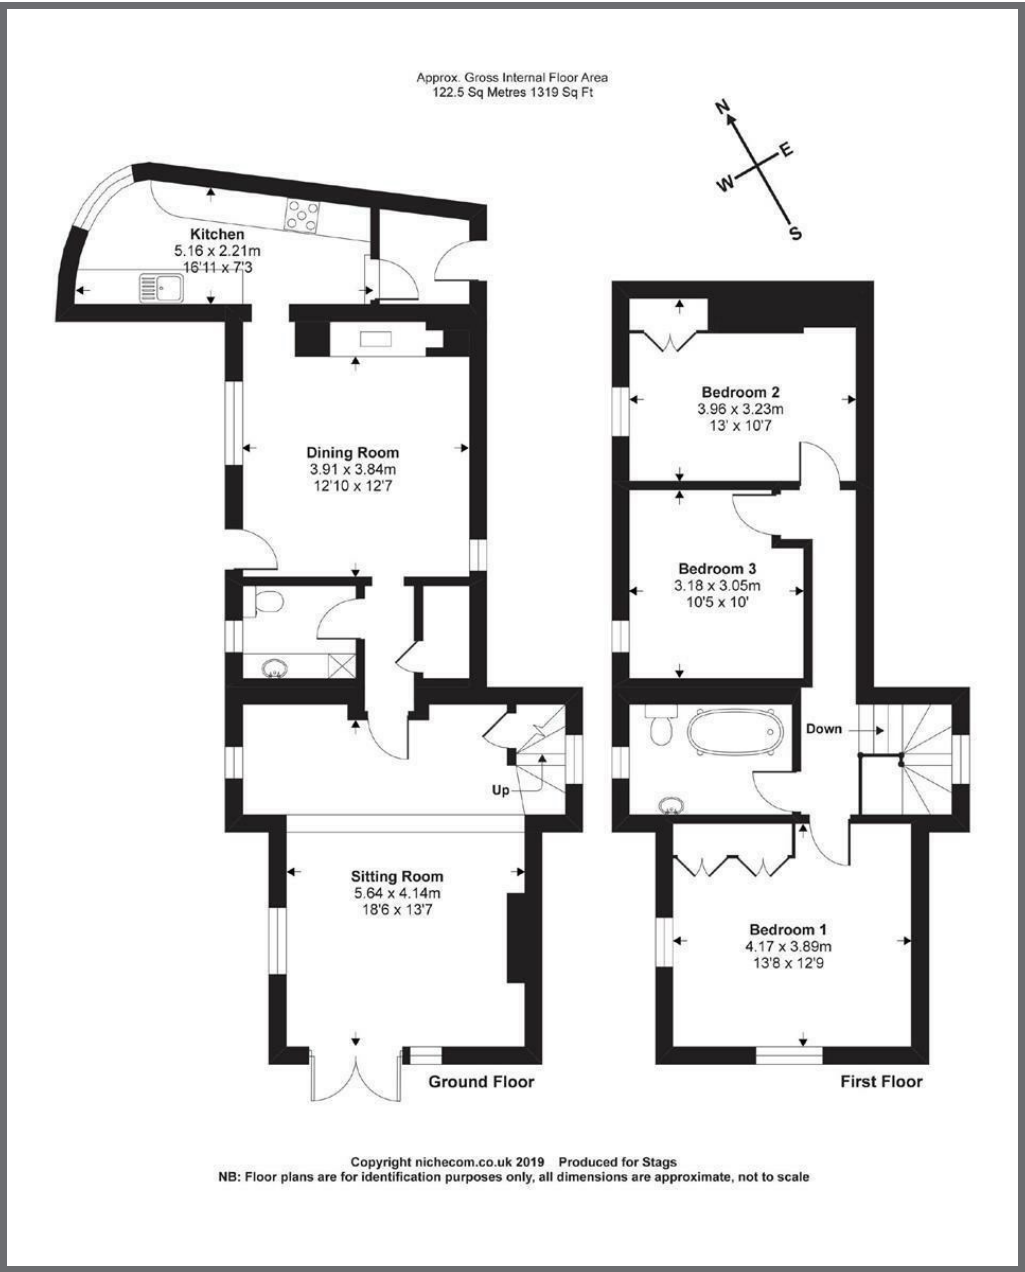 Approx. Gross Internal Floor Area
122.5 Sq Metres 1319 Sq Ft
N
E
W
S
Kitchen
5.16 x 2.21m
16'11 x 7'3
Dining Room
3.91 x 3.84m
12'10 x 12'7
Up
Sitting Room
5.64 x 4.14m
18'6 x 13'7
Ground Floor
Bedroom 2
3.96 x 3.23m
13' x 10'7
Bedroom 3
3.18 x 3.05m
10'5 x 10'
Down
Bedroom 1
4.17 x 3.89m
13'8 x 12'9
First Floor
Copyright nichecom.co.uk 2019 Produced for Stags
NB: Floor plans are for identification purposes only, all dimensions are approximate, not to scale